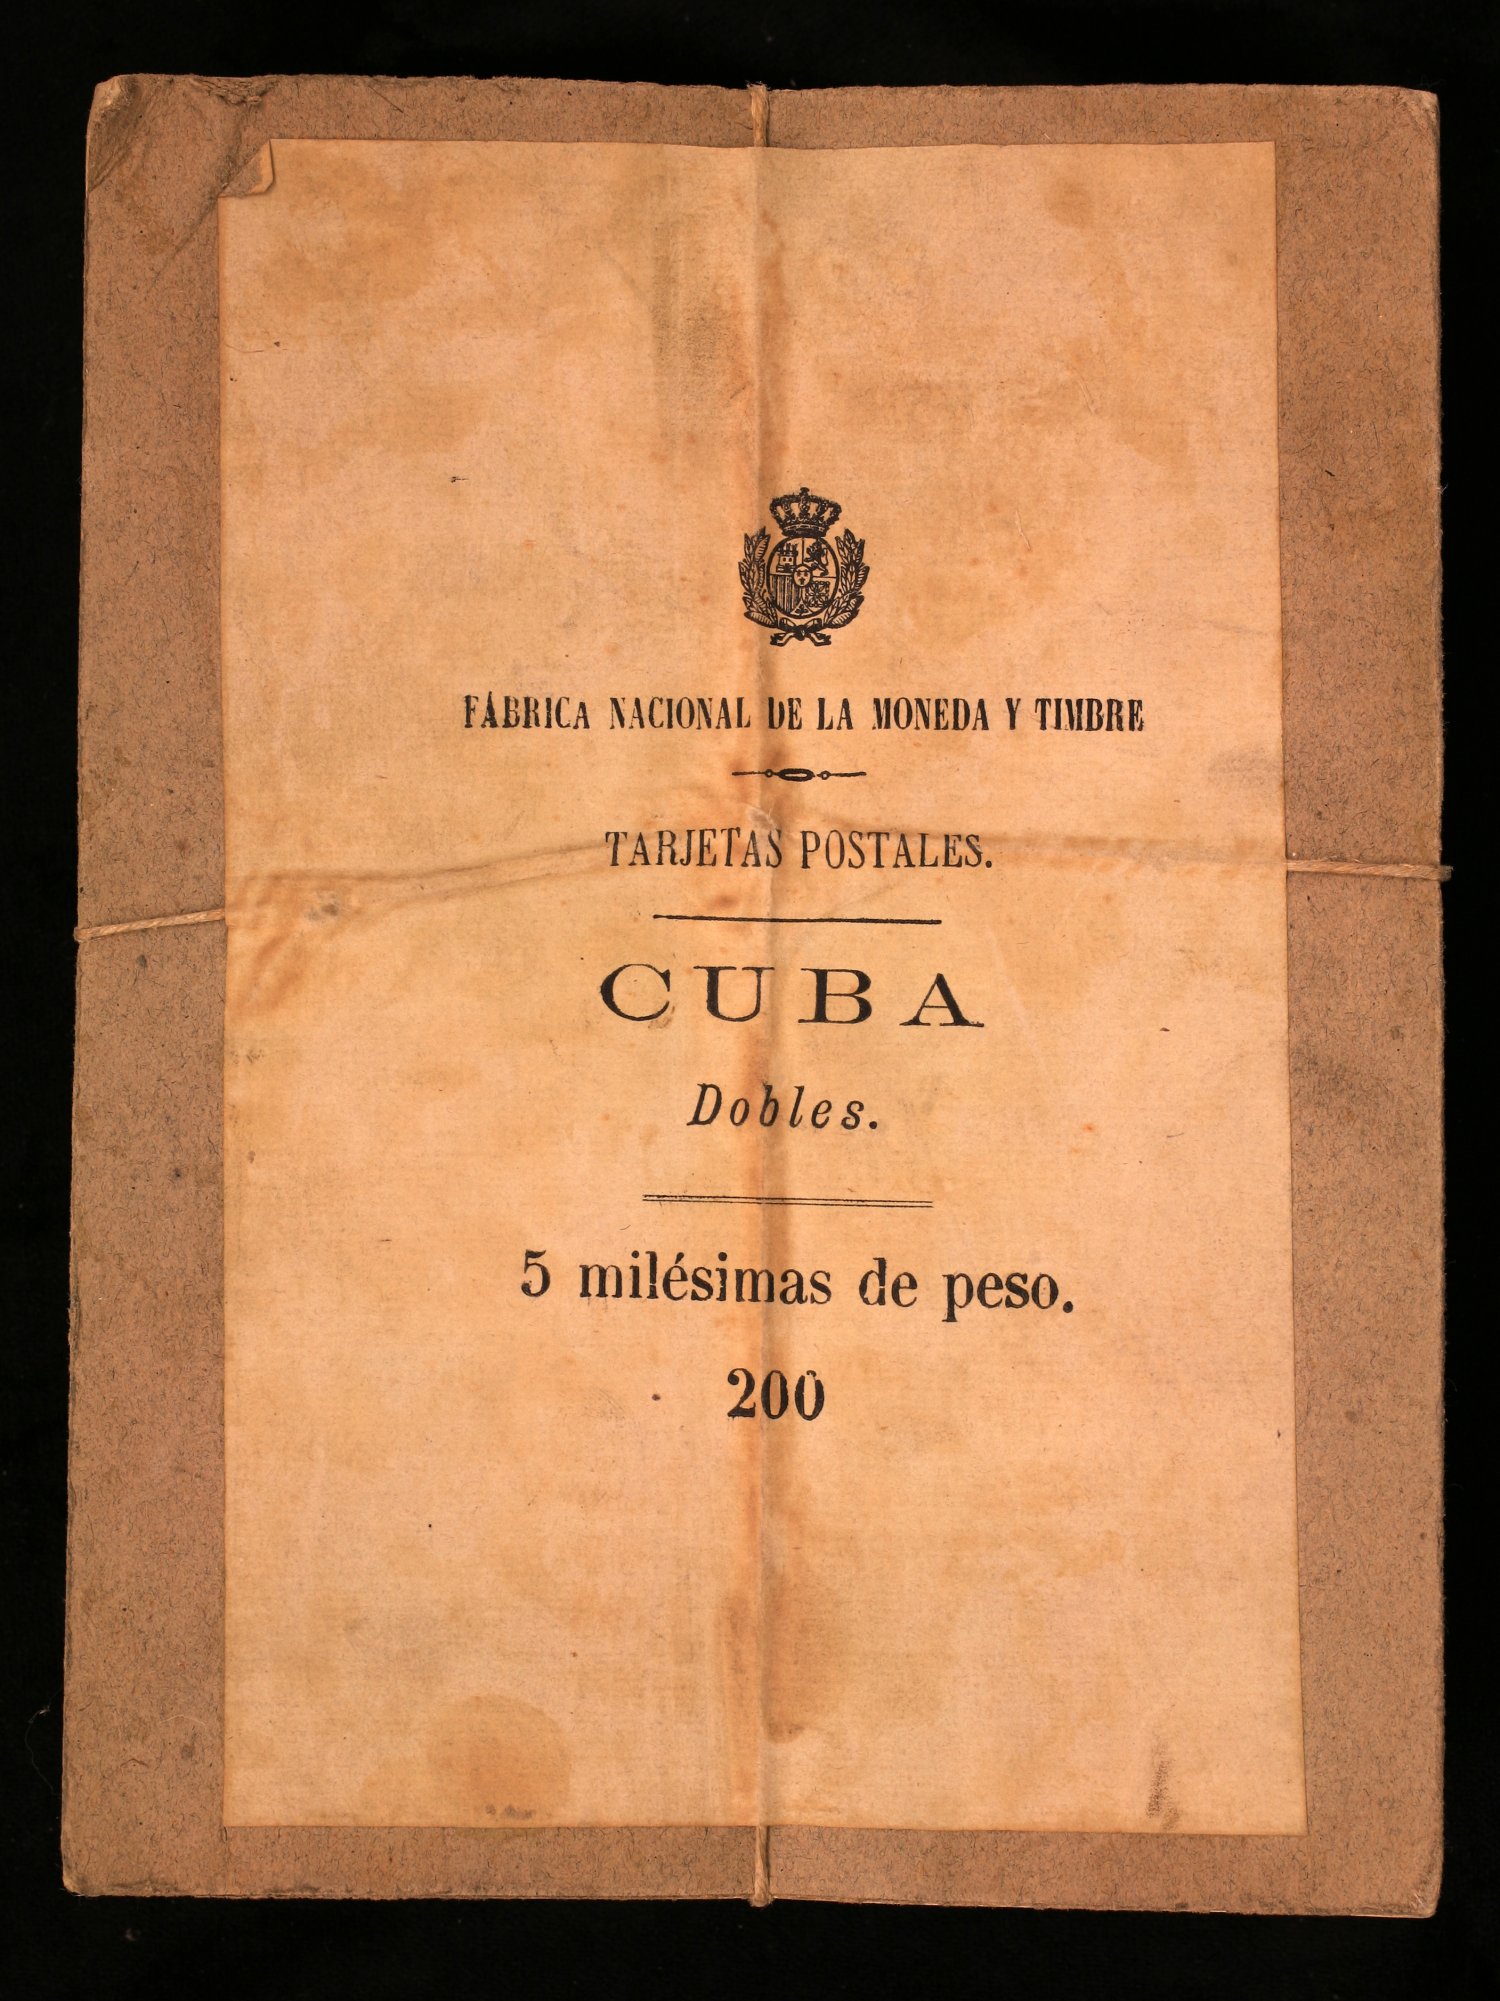 FÁBRICA NACIONAL DE LA MONEDA Y TIMBRE
TARJETAS POSTALES.
CUBA
Dobles.
5 milésimas de peso.
200